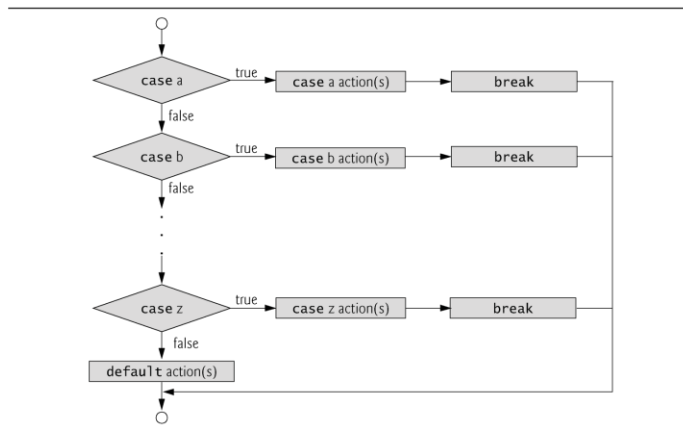 case a
true
case a action(s)
break
false
case b
true
case b action(s)
break
false
.
.
.
case z
true
case z action(s)
break
false
default action(s)